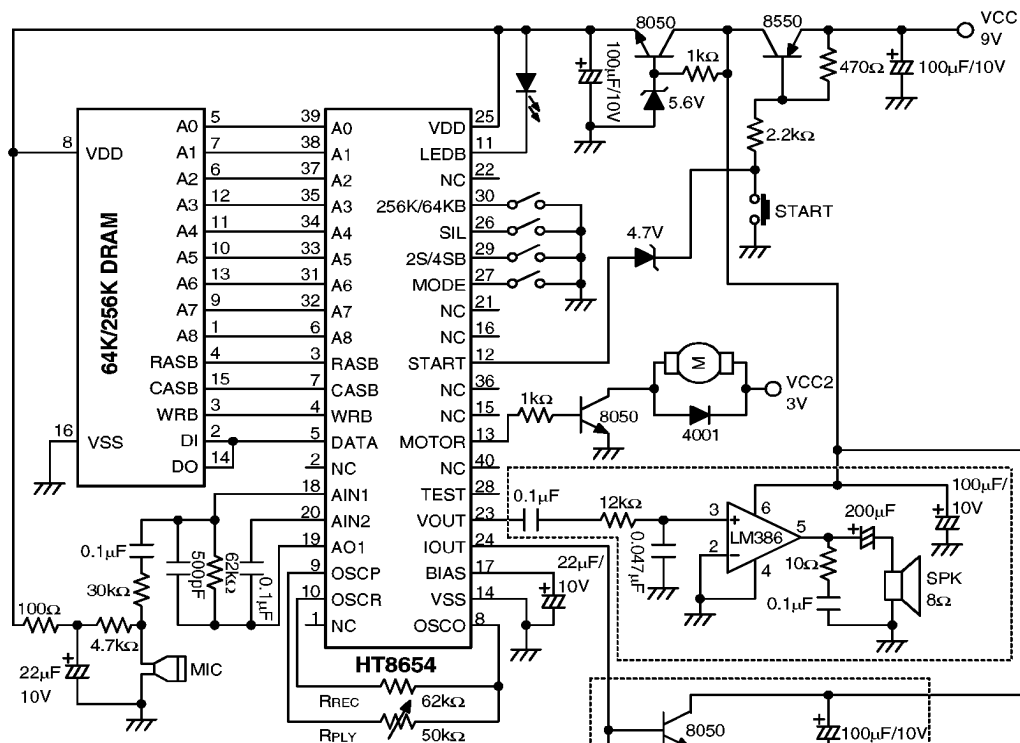 8050
8550
VCC
9V
1kΩ
470Ω
100μF/10V
100μF/10V
5.6V
2.2kΩ
START
4.7V
8
VDD
64K/256K DRAM
A0 5 39 A0
A1 7 38 A1
A2 6 37 A2
A3 12 35 A3
A4 11 34 A4
A5 10 33 A5
A6 13 31 A6
A7 9 32 A7
A8 1 6 A8
RASB 4 3 RASB
CASB 15 7 CASB
WRB 3 4 WRB
16 VSS
DI 2 5 DATA
DO 14
2 NC
18 AIN1
20 AIN2
19 AO1
9 OSCP
10 OSCR
1 NC
VDD 25
LEDB 11
NC 22
256K/64KB 30
SIL 26
2S/4SB 29
MODE 27
NC 21
NC 16
START 12
NC 36
NC 15
MOTOR 13
NC 40
TEST 28
VOUT 23
IOUT 24
BIAS 17
VSS 14
OSCO 8
HT8654
M
VCC2
3V
4001
1kΩ
8050
0.1μF
12kΩ
0.047μF
3
2
6
LM386
5
4
200μF
100μF/
10V
10Ω
0.1μF
SPK
8Ω
22μF/
10V
0.1μF
30kΩ
500pF
62kΩ
0.1μF
100Ω
4.7kΩ
22μF
10V
MIC
RREC 62kΩ
RPLY 50kΩ
8050
100μF/10V